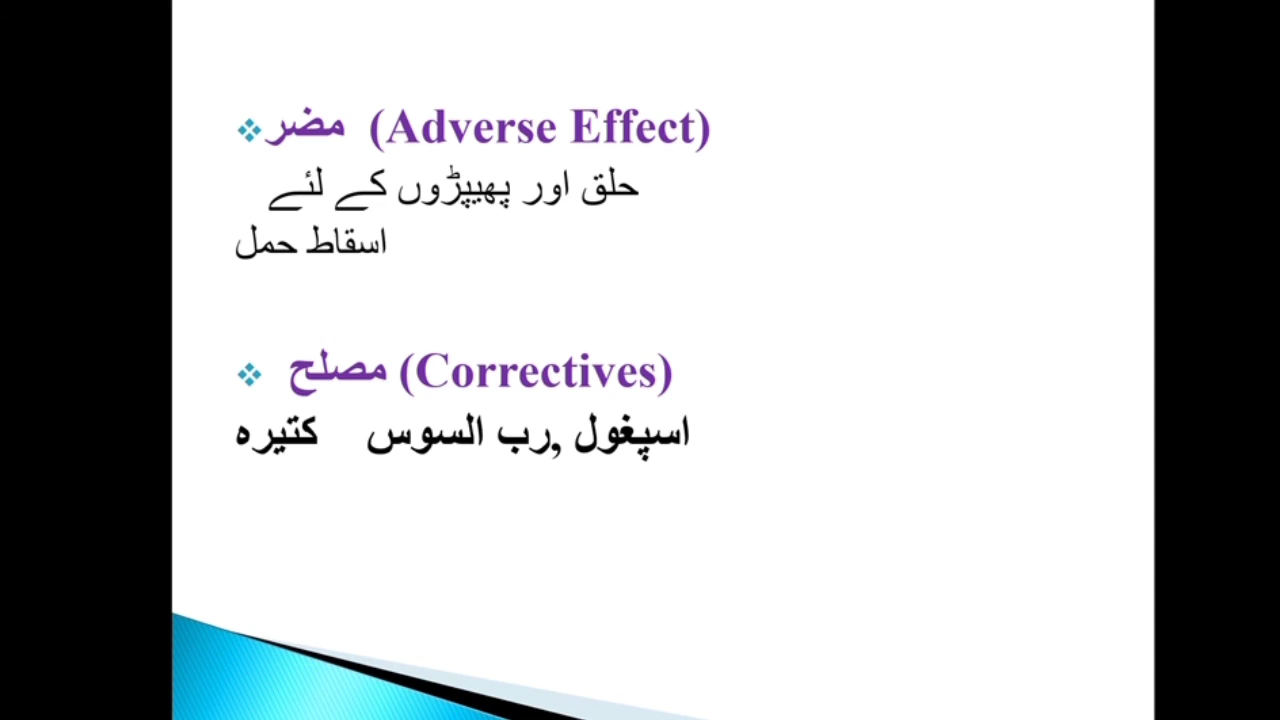 مضر (Adverse Effect)
حلق اور پھیپڑوں کے لئے
اسقاط حمل
مصلح (Correctives)
اسپغول ,رب السوس کتیرہ